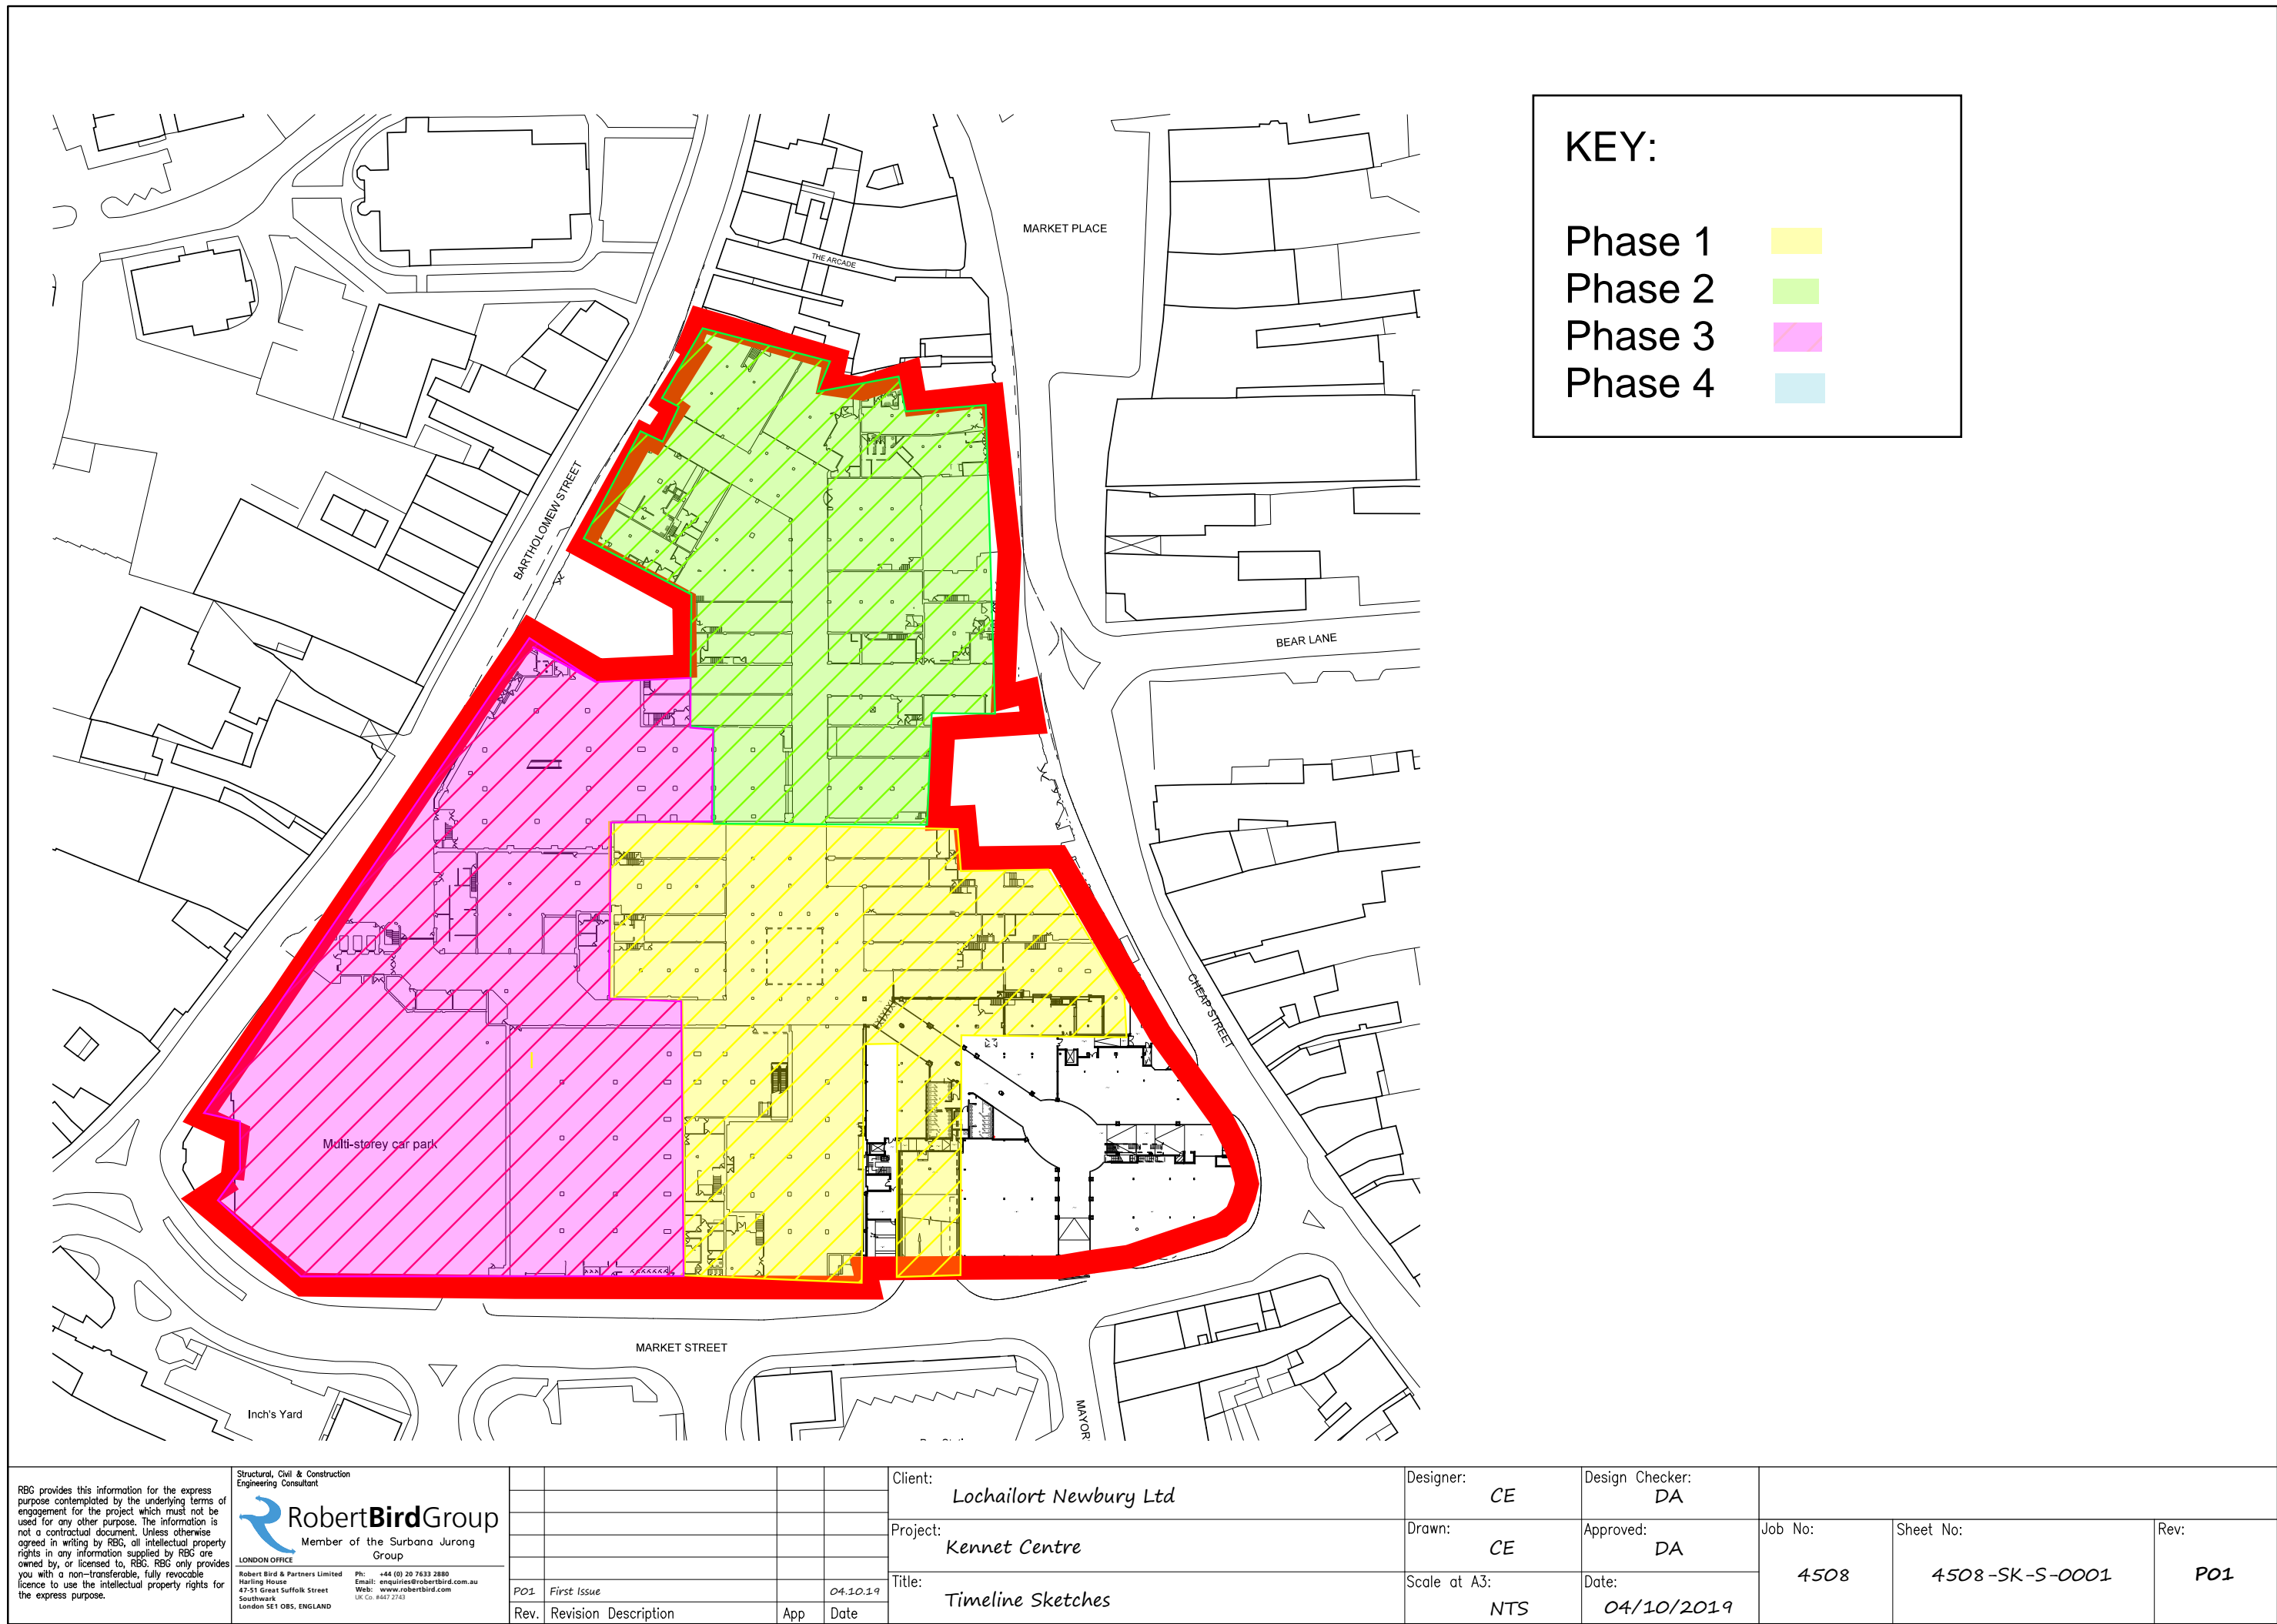 KEY:
Phase 1
Phase 2
Phase 3
Phase 4
MARKET PLACE
THE ARCADE
BARTHOLOMEW STREET
BEAR LANE
CHEAP STREET
Multi-storey car park
MARKET STREET
Inch's Yard
MAYOR
RBG provides this information for the express
purpose contemplated by the underlying terms of
engagement for the project which must not be
used for any other purpose. The information is
not a contractual document. Unless otherwise
agreed in writing by RBG, all intellectual property
rights in any information supplied by RBG are
owned by, or licensed to, RBG. RBG only provides
you with a non-transferable, fully revocable
licence to use the intellectual property rights for
the express purpose.
Structural, Civil & Construction
Engineering Consultant
RobertBirdGroup
Member of the Surbana Jurong
Group
LONDON OFFICE
Robert Bird & Partners Limited
Harling House
47-51 Great Suffolk Street
Southwark
London SE1 OBS, ENGLAND
Ph: +44 (0) 20 7633 2880
Email: enquiries@robertbird.com.au
Web: www.robertbird.com
UK Co. #447 2743
P01 First Issue 04.10.19
Rev. Revision Description App Date
Client:
Lochailort Newbury Ltd
Project:
Kennet Centre
Title:
Timeline Sketches
Designer:
CE
Design Checker:
DA
Drawn:
CE
Approved:
DA
Scale at A3:
NTS
Date:
04/10/2019
Job No:
4508
Sheet No:
4508-SK-S-0001
Rev:
P01